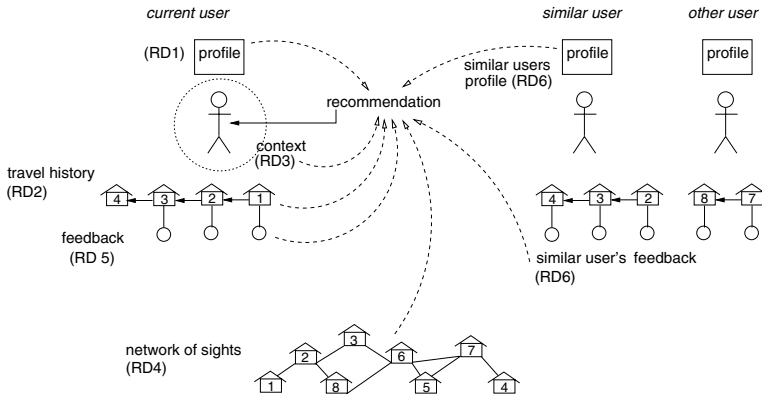 current user
similar user
other user
(RD1)
profile
profile
profile
similar users
profile (RD6)
recommendation
context
(RD3)
travel history
(RD2)
4
3
2
1
4
3
2
8
7
feedback
(RD 5)
similar user's feedback
(RD6)
network of sights
(RD4)
3
2
6
7
1
8
5
4